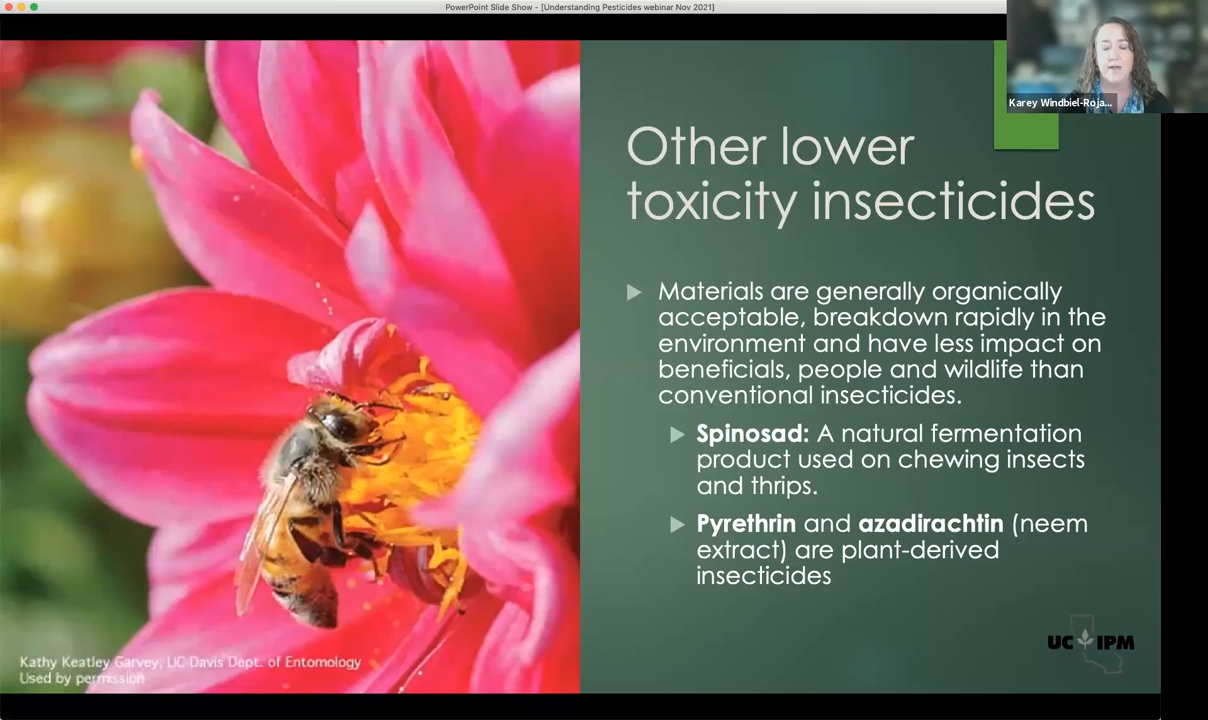 PowerPoint Slide Show - [Understanding Pesticides webinar Nov 2021]
Karey Windbiel-Roja...
Other lower
toxicity insecticides
Materials are generally organically
acceptable, breakdown rapidly in the
environment and have less impact on
beneficials, people and wildlife than
conventional insecticides.
Spinosad: A natural fermentation
product used on chewing insects
and thrips.
Pyrethrin and azadirachtin (neem
extract) are plant-derived
insecticides
Kathy Keatley Garvey, UC Davis Dept. of Entomology
Used by permission
UC IPM